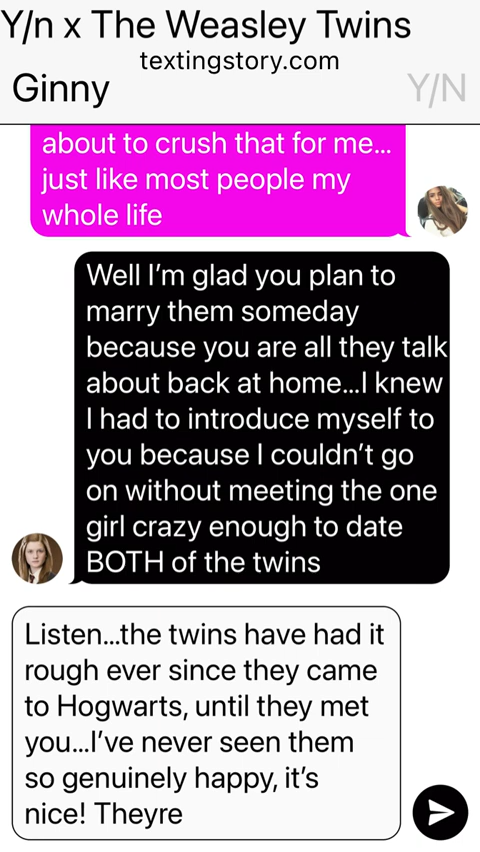 Y/n x The Weasley Twins
textingstory.com
Ginny
Y/N
about to crush that for me...
just like most people my
whole life
Well I’m glad you plan to
marry them someday
because you are all they talk
about back at home...I knew
I had to introduce myself to
you because I couldn’t go
on without meeting the one
girl crazy enough to date
BOTH of the twins
Listen...the twins have had it
rough ever since they came
to Hogwarts, until they met
you...I’ve never seen them
so genuinely happy, it’s
nice! Theyre